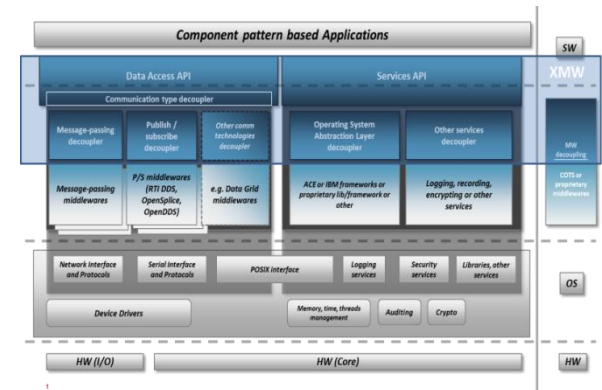 Component pattern based Applications
SW
Data Access API
Services API
XMW
Communication type decoupler
Message-passing
decoupler
Publish /
subscribe
decoupler
Other comm
technologies
decoupler
Operating System
Abstraction Layer
decoupler
Other services
decoupler
MW
decoupling
Message-passing
middlewares
P/S middlewares
(RTI DDS,
OpenSplice,
OpenDDS)
e.g. Data Grid
middlewares
ACE or IBM frameworks or
proprietary lib/framework or
other
Logging, recording,
encrypting or other
services
COTS or
proprietary
middlewares
Network Interface
and Protocols
Serial Interface
and Protocols
POSIX interface
Logging
services
Security
services
Libraries, other
services
OS
Device Drivers
Memory, time, threads
management
Auditing
Crypto
HW (I/O)
HW (Core)
HW
1